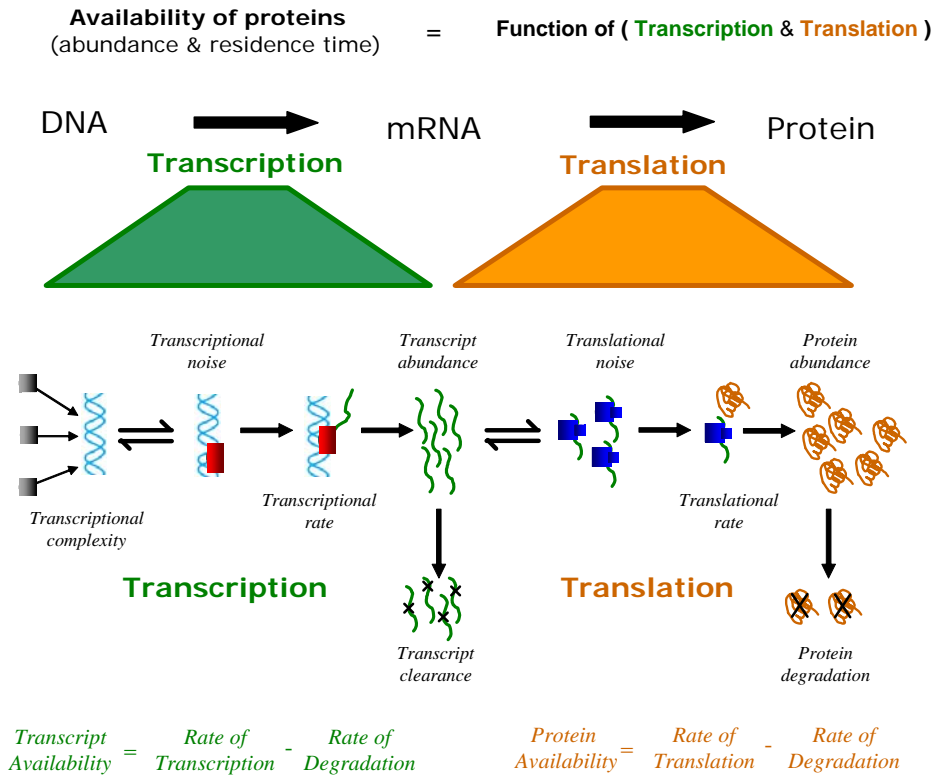 Availability of proteins
(abundance & residence time)
=
Function of ( Transcription & Translation )
DNA
mRNA
Protein
Transcription
Translation
Transcriptional
noise
Transcript
abundance
Translational
noise
Protein
abundance
Transcriptional
complexity
Transcriptional
rate
Translational
rate
Transcription
Translation
Transcript
clearance
Protein
degradation
Transcript
Availability
=
Rate of
Transcription
-
Rate of
Degradation
Protein
Availability
=
Rate of
Translation
-
Rate of
Degradation